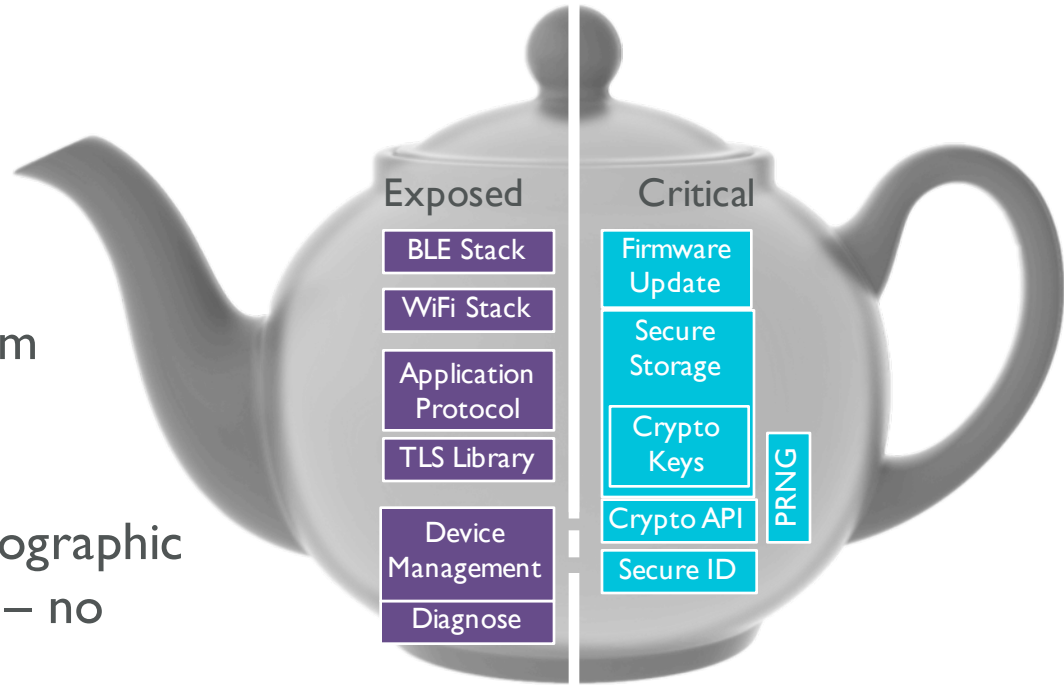 Exposed
Critical
BLE Stack
WiFi Stack
Application
Protocol
TLS Library
Device
Management
Diagnose
Firmware
Update
Secure
Storage
Crypto
Keys
PRNG
Crypto API
Secure ID
– no